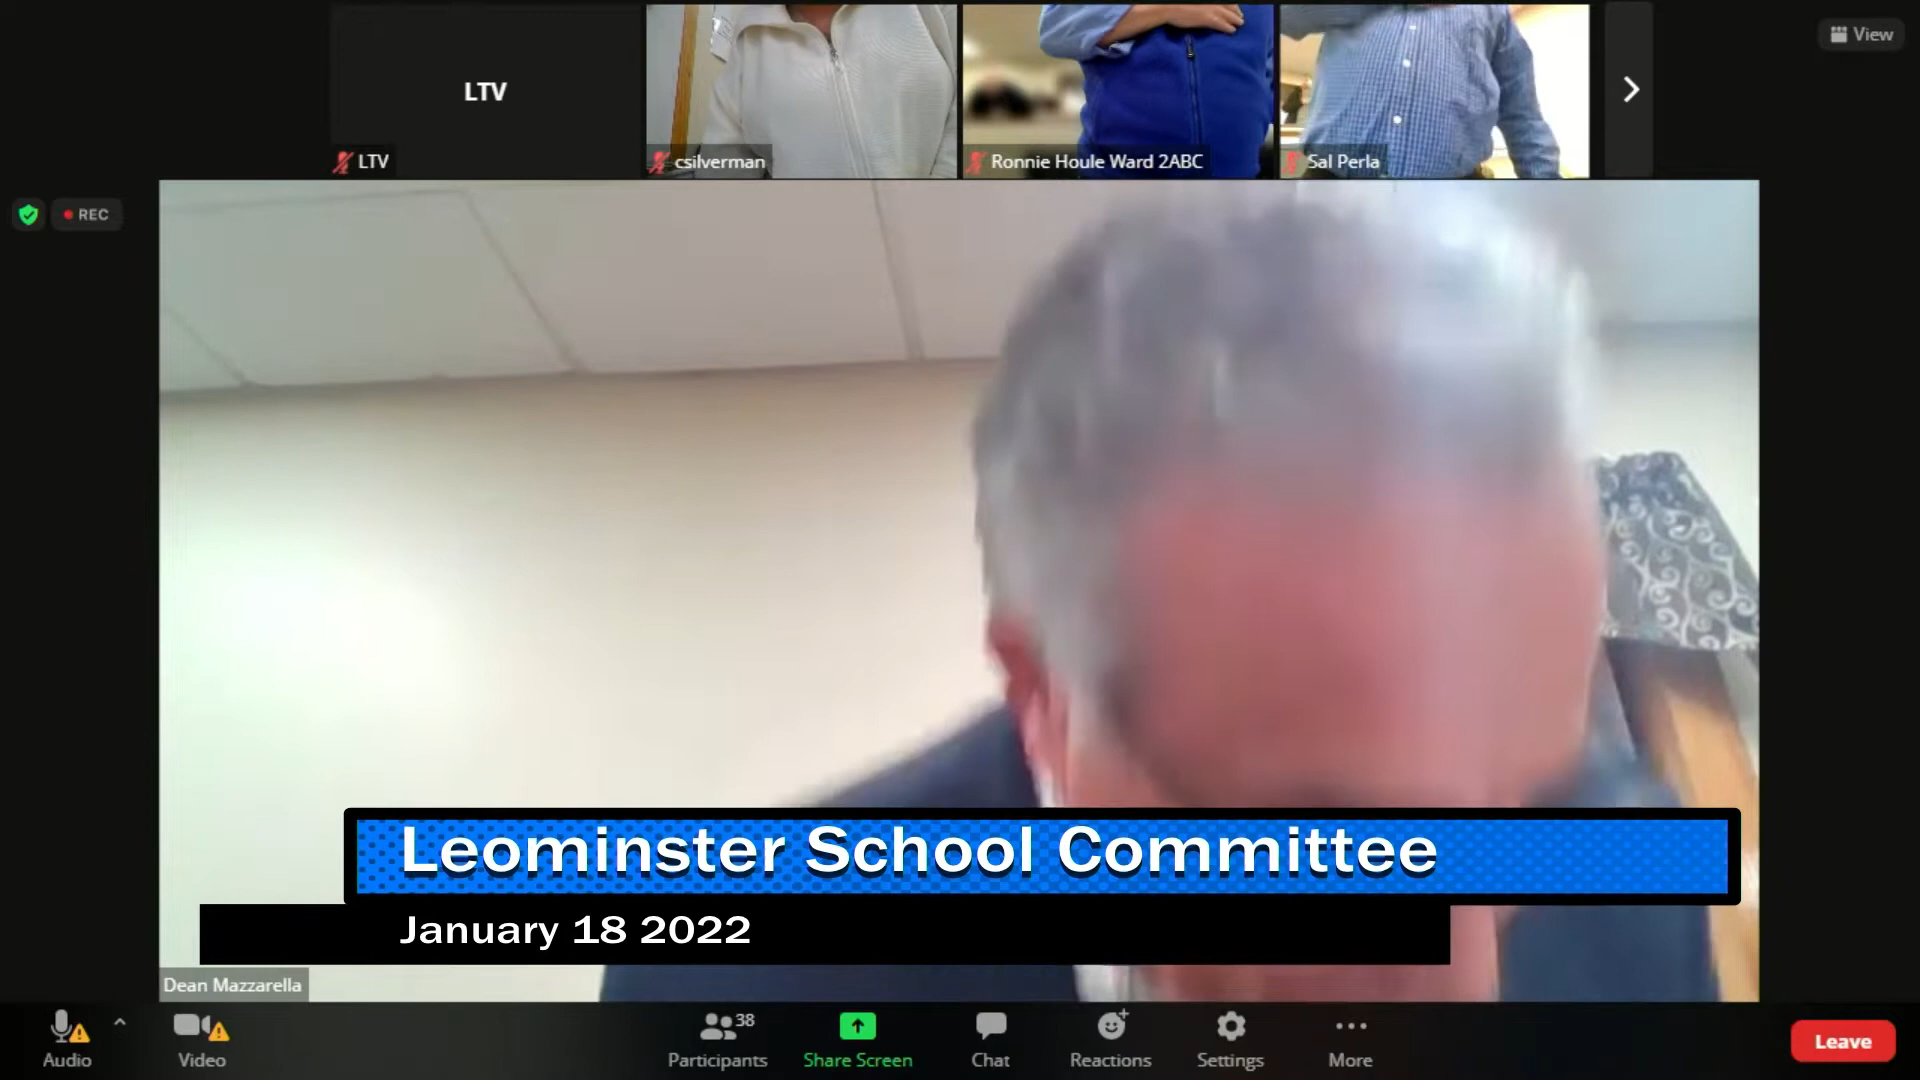 LTV
View
LTV
csilverman
Ronnie Houle Ward 2ABC
Sal Perla
REC
Leominster School Committee
January 18 2022
Dean Mazzarella
38
Audio
Video
Participants
Share Screen
Chat
Reactions
Settings
More
Leave